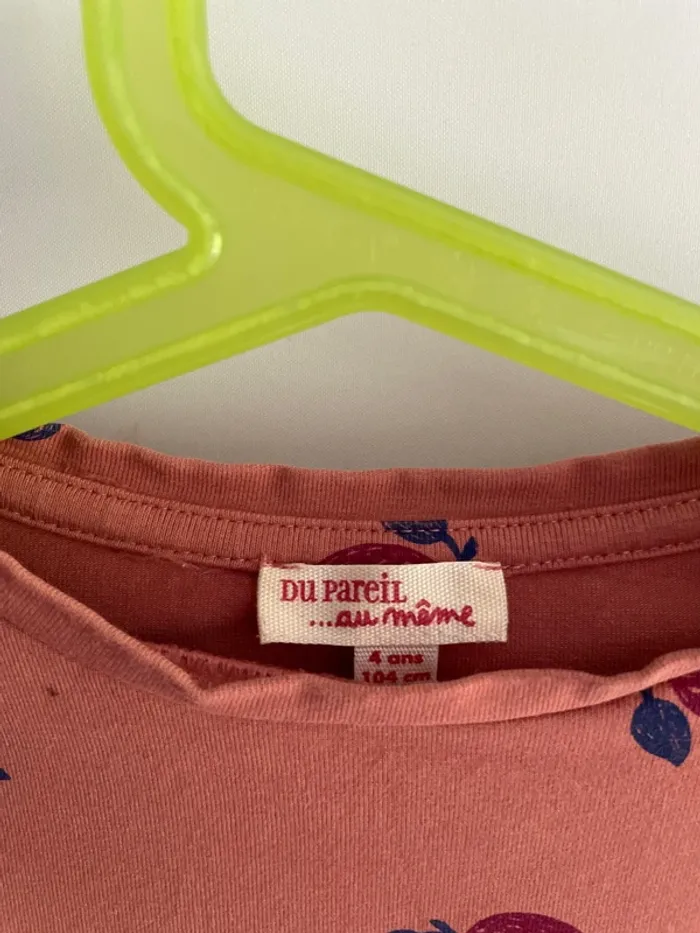 DU PAREIL
...au même
4 ans
104 cm